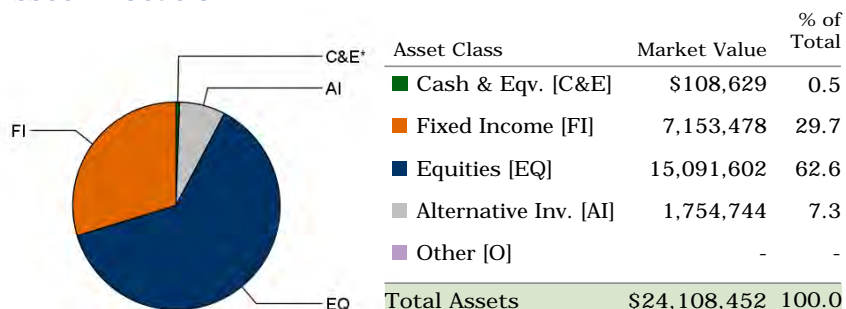 C&E*
AI
FI
EQ
% of
Asset Class Market Value Total
Cash & Eqv. [C&E] $108,629 0.5
Fixed Income [FI] 7,153,478 29.7
Equities [EQ] 15,091,602 62.6
Alternative Inv. [AI] 1,754,744 7.3
Other [O] - -
Total Assets $24,108,452 100.0